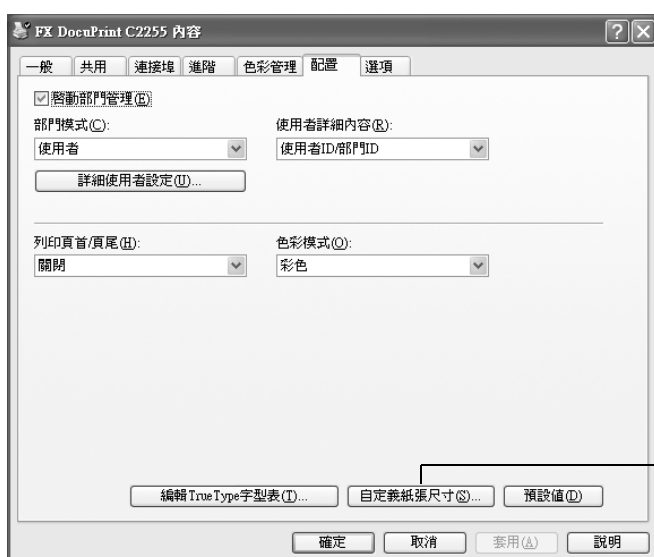 FX DocuPrint C2255 內容
一般 共用 連接埠 進階 色彩管理 配置 選項
啓動部門管理(E)
部門模式(C): 使用者詳細內容(R):
使用者 使用者ID/部門ID
詳細使用者設定(U)...
列印頁首/頁尾(H): 色彩模式(O):
關閉 彩色
編輯TrueType字型表(T)... 自定義紙張尺寸(S)... 預設値(D)
確定 取消 套用(A) 說明